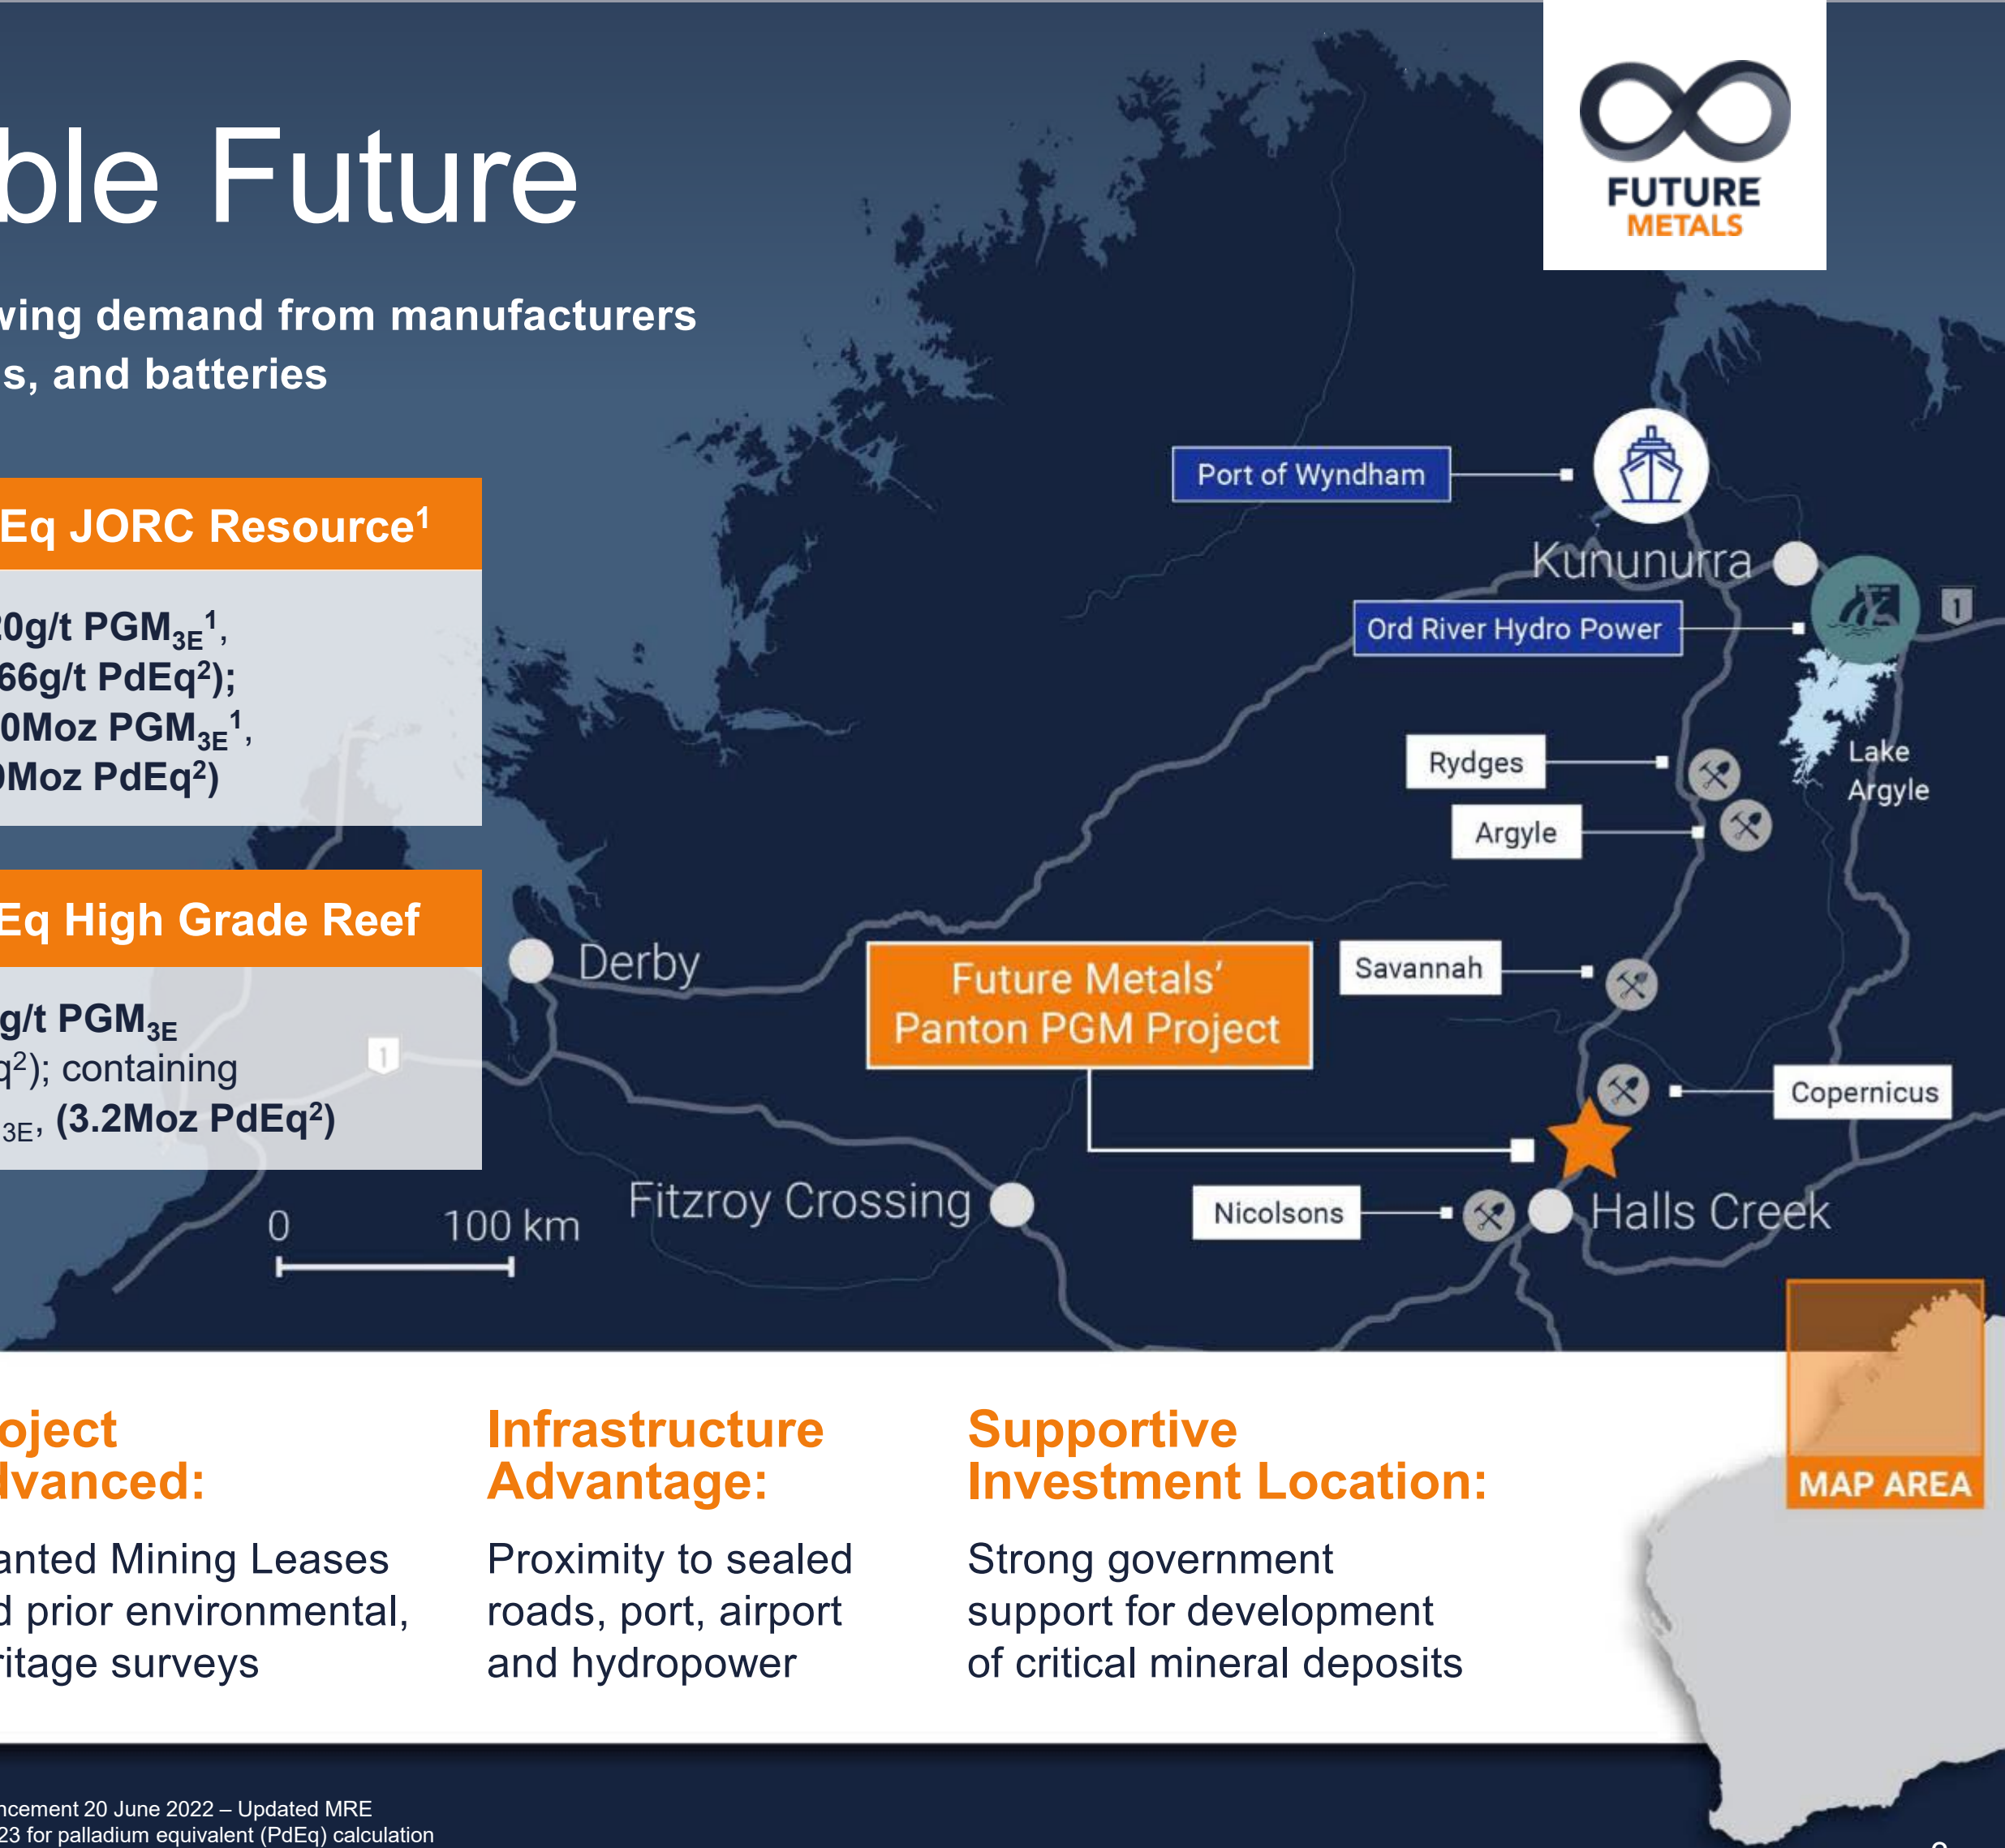 ble Future
FUTURE
METALS
wing demand from manufacturers
s, and batteries
Eq JORC Resource1
20g/t PGM3E1,
66g/t PdEq2);
0Moz PGM3E1,
0Moz PdEq2)
Eq High Grade Reef
g/t PGM3E
q2); containing
3E, (3.2Moz PdEq2)
Port of Wyndham
Kununurra
Ord River Hydro Power
1
Lake
Argyle
Rydges
Argyle
Derby
Future Metals’
Panton PGM Project
Savannah
1
Copernicus
Fitzroy Crossing
Nicolsons
Halls Creek
0 100 km
MAP AREA
oject
dvanced:
anted Mining Leases
d prior environmental,
ritage surveys
Infrastructure
Advantage:
Proximity to sealed
roads, port, airport
and hydropower
Supportive
Investment Location:
Strong government
support for development
of critical mineral deposits
ncement 20 June 2022 – Updated MRE
23 for palladium equivalent (PdEq) calculation